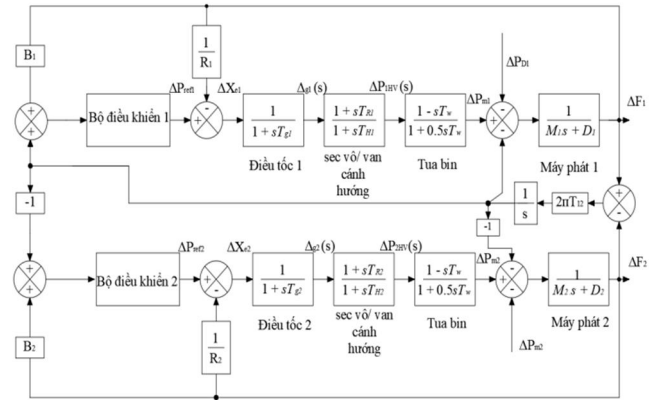 B1
1
R1
ΔPref1
ΔXe1
Δg1 (s)
ΔP1HV(s)
ΔPm1
ΔPD1
ΔF1
+
+
Bộ điều khiển 1
+
-
1
1 + sTg1
1 + sTR1
1 + sTH1
1 - sTw
1 + 0.5sTw
+
-
-
1
M1s + D1
Điều tốc 1
sec vô/ van
cánh
hướng
Tua bin
Máy phát 1
-1
1
s
2πT12
+
-
-1
ΔPref2
ΔXe2
Δg2 (s)
ΔP2HV(s)
ΔPm2
ΔF2
+
+
Bộ điều khiển 2
+
-
1
1 + sTg2
1 + sTR2
1 + sTH2
1 - sTw
1 + 0.5sTw
+
-
-
1
M2 s + D2
Điều tốc 2
sec vô/ van
cánh
hướng
Tua bin
Máy phát 2
B2
1
R2
ΔPm2